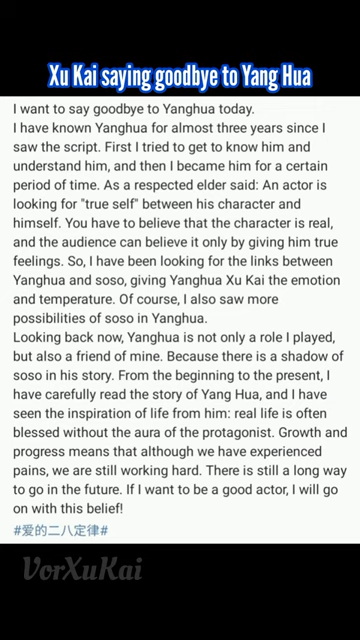 Xu Kai saying goodbye to Yang Hua
I want to say goodbye to Yanghua today.
I have known Yanghua for almost three years since I
saw the script. First I tried to get to know him and
understand him, and then I became him for a certain
period of time. As a respected elder said: An actor is
looking for "true self" between his character and
himself. You have to believe that the character is real,
and the audience can believe it only by giving him true
feelings. So, I have been looking for the links between
Yanghua and soso, giving Yanghua Xu Kai the emotion
and temperature. Of course, I also saw more
possibilities of soso in Yanghua.
Looking back now, Yanghua is not only a role I played,
but also a friend of mine. Because there is a shadow of
soso in his story. From the beginning to the present, I
have carefully read the story of Yang Hua, and I have
seen the inspiration of life from him: real life is often
blessed without the aura of the protagonist. Growth and
progress means that although we have experienced
pains, we are still working hard. There is still a long way
to go in the future. If I want to be a good actor, I will go
on with this belief!
#爱的二八定律#
VorXuKai